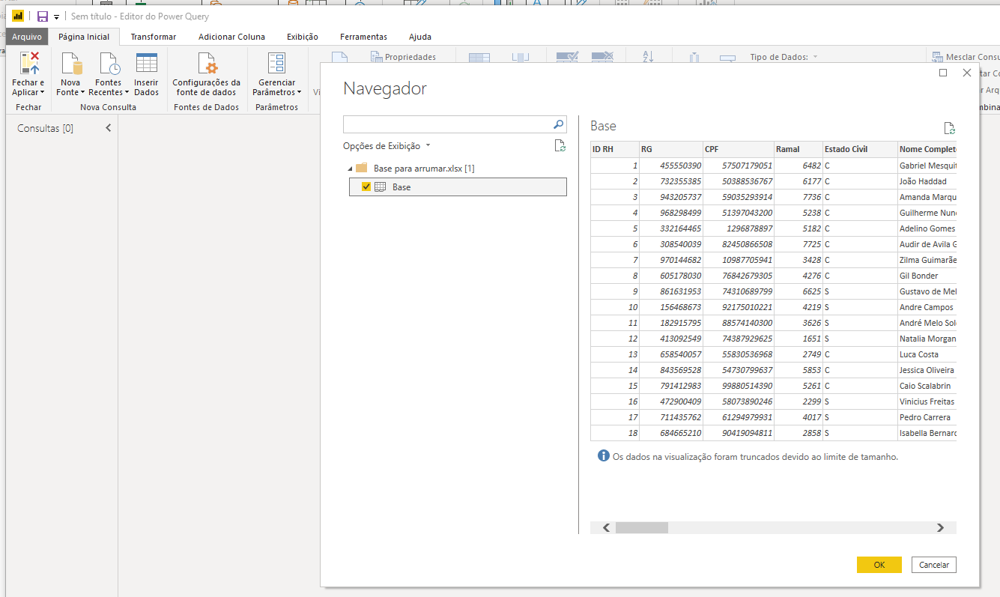 Sem título - Editor do Power Query
Arquivo Página Inicial Transformar Adicionar Coluna Exibição Ferramentas Ajuda
Propriedades Tipo de Dados: Mesclar
Fechar e Aplicar
Nova Fonte
Fontes Recentes
Inserir Dados
Configurações da fonte de dados
Gerenciar Parâmetros
Fechar Nova Consulta Fontes de Dados Parâmetros
Consultas [0]
Navegador
Opções de Exibição
Base para arrumar.xlsx [1]
Base
Base
ID RH RG CPF Ramal Estado Civil Nome Complet
1 455550390 57507179051 6482 C Gabriel Mesquit
2 732355385 50388536767 6177 C João Haddad
3 943205737 59035293914 7736 C Amanda Marqu
4 968298499 51397043200 5238 C Guilherme Nun
5 332164465 1296878897 5182 C Adelino Gomes
6 308540039 82450866508 7725 C Audir de Avila G
7 970144682 10987705941 3428 C Zilma Guimarãe
8 605178030 76842679305 4276 C Gil Bonder
9 861631953 74310689799 6625 S Gustavo de Mel
10 156468673 92175010221 4219 S Andre Campos
11 182915795 88574140300 3626 S André Melo Sol
12 413092549 74387929625 1651 S Natalia Morgan
13 658540057 55830536968 2749 C Luca Costa
14 843569528 54730799637 5853 C Jessica Oliveira
15 791412983 99880514390 5261 C Caio Scalabrin
16 472900409 58073890246 2299 S Vinicius Freitas
17 711435762 61294979931 4017 S Pedro Carrera
18 684665210 90419094811 2858 S Isabella Bernard
Os dados na visualização foram truncados devido ao limite de tamanho.
OK Cancelar